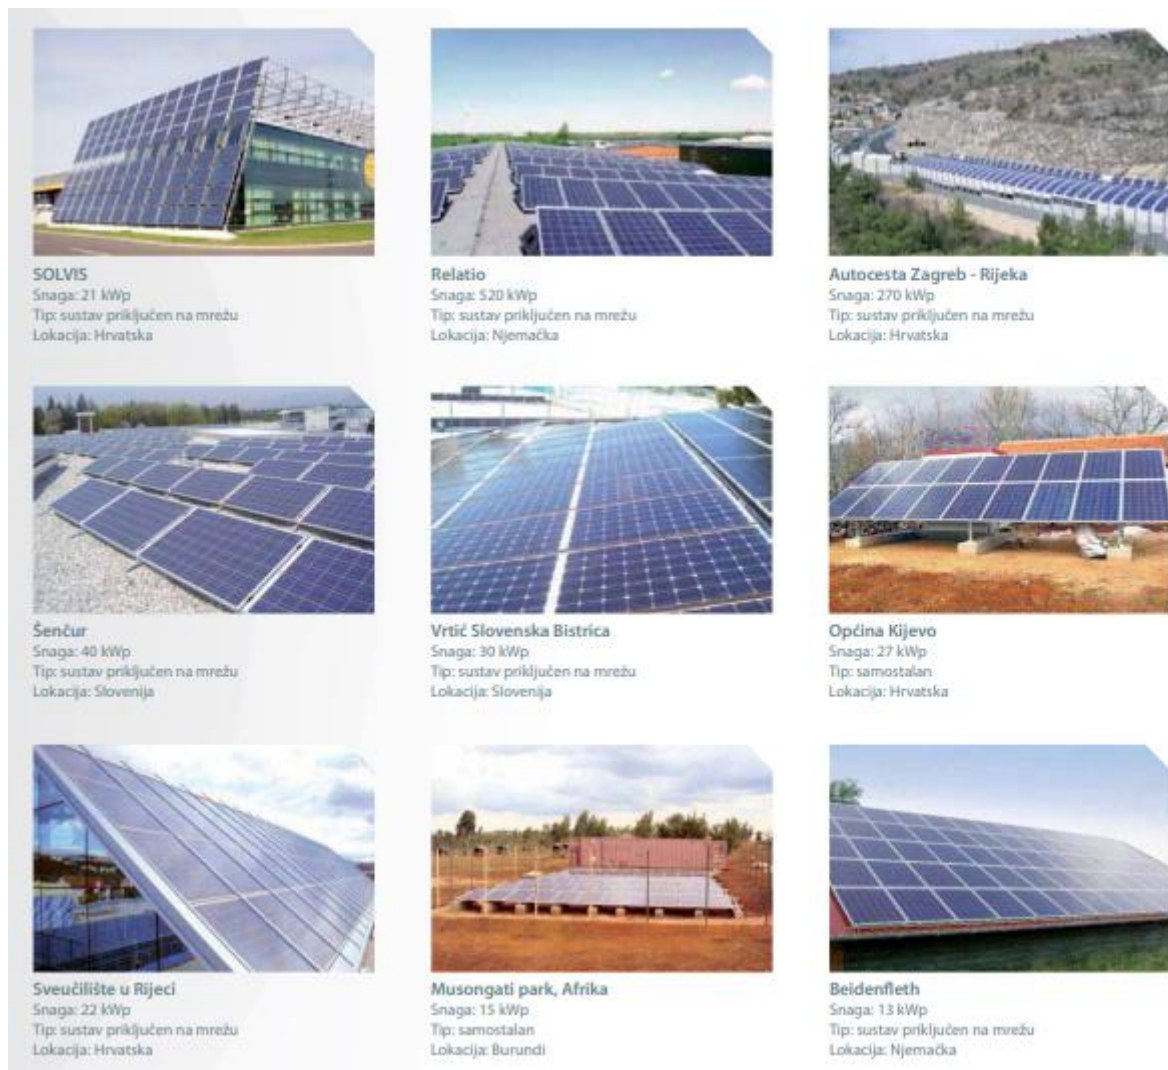 SOLVIS
Snaga: 21 kWp
Tip: sustav priključen na mrežu
Lokacija: Hrvatska
Relatio
Snaga: 520 kWp
Tip: sustav priključen na mrežu
Lokacija: Njemačka
Autocesta Zagreb - Rijeka
Snaga: 270 kWp
Tip: sustav priključen na mrežu
Lokacija: Hrvatska
Šenčur
Snaga: 40 kWp
Tip: sustav priključen na mrežu
Lokacija: Slovenija
Vrtić Slovenska Bistrica
Snaga: 30 kWp
Tip: sustav priključen na mrežu
Lokacija: Slovenija
Općina Kijevo
Snaga: 27 kWp
Tip: samostalan
Lokacija: Hrvatska
Sveučilište u Rijeci
Snaga: 22 kWp
Tip: sustav priključen na mrežu
Lokacija: Hrvatska
Musongati park, Afrika
Snaga: 15 kWp
Tip: samostalan
Lokacija: Burundi
Beidenfleth
Snaga: 13 kWp
Tip: sustav priključen na mrežu
Lokacija: Njemačka